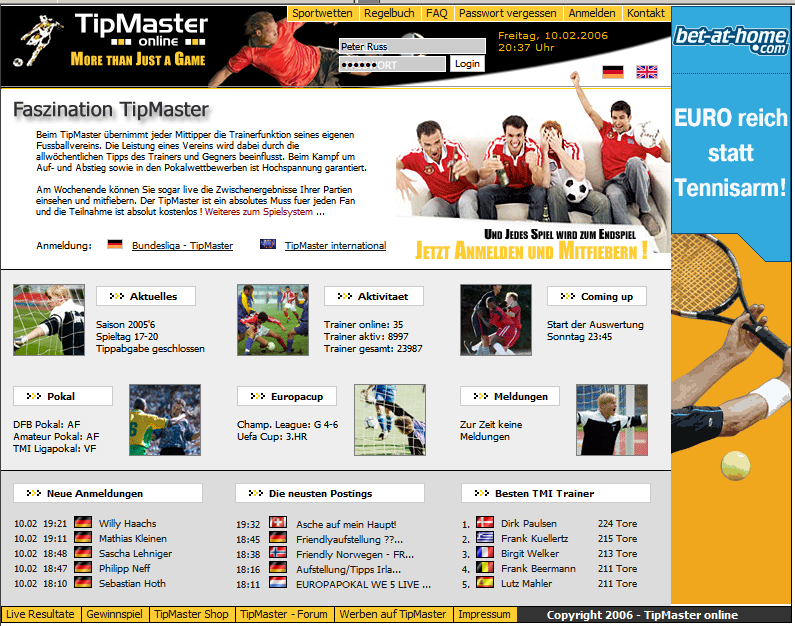 Sportwetten Regelbuch FAQ Passwort vergessen Anmelden Kontakt
TipMaster
online
More than Just a Game
Peter Russ
Login
Freitag, 10.02.2006
20:37 Uhr
bet-at-home
.com
EURO reich
statt
Tennisarm!
Faszination TipMaster
Beim TipMaster übernimmt jeder Mittipper die Trainerfunktion seines eigenen
Fussballvereins. Die Leistung eines Vereins wird dabei durch die
allwöchentlichen Tipps des Trainers und Gegners beeinflusst. Beim Kampf um
Auf- und Abstieg sowie in den Pokalwettbewerben ist Hochspannung garantiert.
Am Wochenende können Sie sogar live die Zwischenergebnisse Ihrer Partien
einsehen und mitfiebern. Der TipMaster ist ein absolutes Muss fuer jeden Fan
und die Teilnahme ist absolut kostenlos ! Weiteres zum Spielsystem ...
Anmeldung: Bundesliga - TipMaster TipMaster international
Und Jedes Spiel wird zum Endspiel
Jetzt Anmelden und Mitfiebern !
Aktuelles
Saison 2005'6
Spieltag 17-20
Tippabgabe geschlossen
Aktivitaet
Trainer online: 35
Trainer aktiv: 8997
Trainer gesamt: 23987
Coming up
Start der Auswertung
Sonntag 23:45
Pokal
DFB Pokal: AF
Amateur Pokal: AF
TMI Ligapokal: VF
Europacup
Champ. League: G 4-6
Uefa Cup: 3.HR
Meldungen
Zur Zeit keine
Meldungen
Neue Anmeldungen
10.02 19:21 Willy Haachs
10.02 19:11 Mathias Kleinen
10.02 18:48 Sascha Lehniger
10.02 18:47 Philipp Neff
10.02 18:10 Sebastian Hoth
Die neusten Postings
19:32 Asche auf mein Haupt!
18:45 Friendlyaufstellung ??...
18:38 Friendly Norwegen - FR...
18:16 Aufstellung/Tipps Irla...
18:11 EUROPAPOKAL WE 5 LIVE ...
Besten TMI Trainer
1. Dirk Paulsen 224 Tore
2. Frank Kuellertz 215 Tore
3. Birgit Welker 213 Tore
4. Frank Beermann 211 Tore
5. Lutz Mahler 211 Tore
Live Resultate Gewinnspiel TipMaster Shop TipMaster - Forum Werben auf TipMaster Impressum Copyright 2006 - TipMaster online